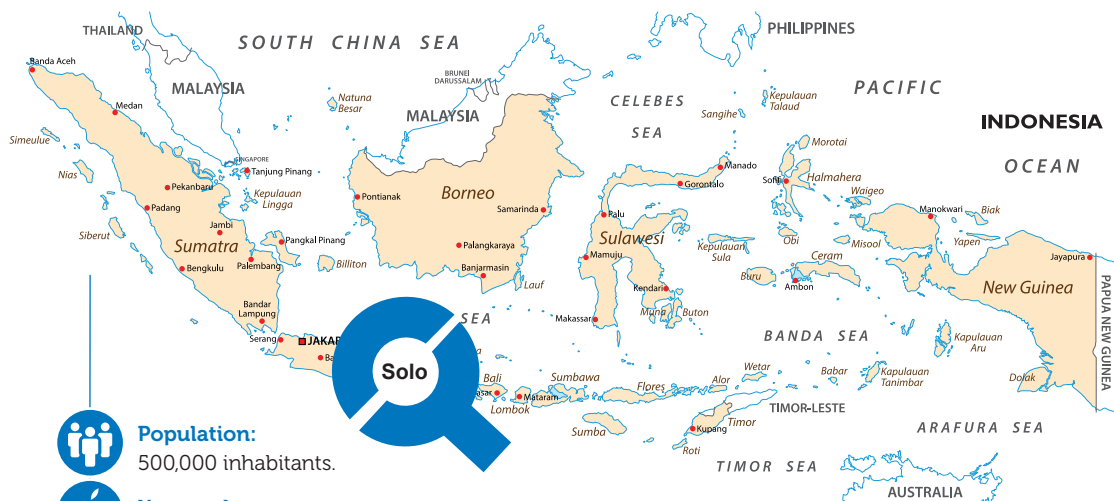 THAILAND
SOUTH CHINA SEA
PHILIPPINES
Banda Aceh
MALAYSIA
BRUNEI
DARUSSALAM
Natuna
Besar
CELEBES
SEA
Kepulauan
Talaud
PACIFIC
Medan
MALAYSIA
Sangihe
INDONESIA
Simeulue
Morotai
OCEAN
SINGAPORE
Tanjung Pinang
Manado
Nias
Pekanbaru
Kepulauan
Lingga
Pontianak
Borneo
Gorontalo
Sofifi
Halmahera
Waigeo
Padang
Samarinda
Palu
Manokwari
Biak
Siberut
Jambi
Sumatra
Pangkal Pinang
Palangkaraya
Sulawesi
Kepulauan
Sula
Obi
Misool
Yapen
Bengkulu
Palembang
Billiton
Banjarmasin
Mamuju
Buru
Ceram
Jayapura
Lauf
Kendari
Ambon
New Guinea
PAPUA NEW GUINEA
Bandar
Lampung
Makassar
Muna
Buton
SEA
BANDA SEA
Serang
JAKAR
Ba
Kapulauan
Aru
Solo
Bali
asar
Mataram
Lombok
Sumbawa
Flores
Alor
Wetar
Babar
Kapulauan
Tanimbar
Dolak
Sumba
Timor
TIMOR-LESTE
Kupang
Roti
ARAFURA SEA
TIMOR SEA
AUSTRALIA
Population:
500,000 inhabitants.